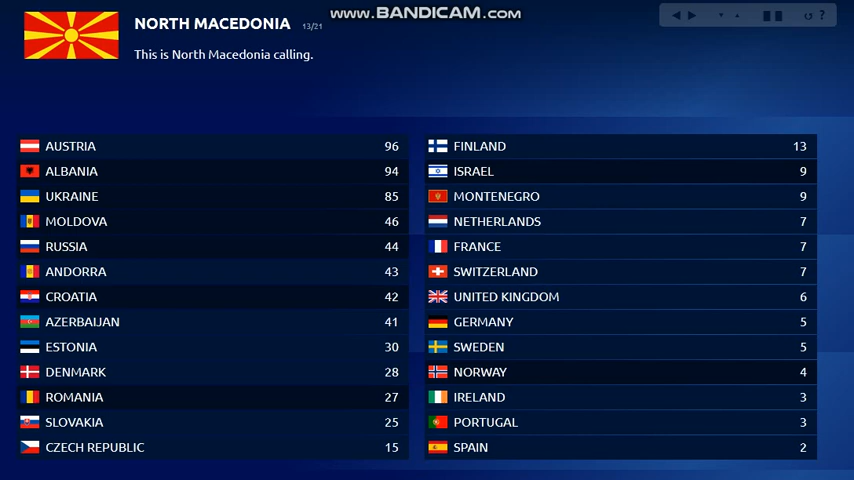 www.BANDICAM.com
NORTH MACEDONIA 13/21
This is North Macedonia calling.
AUSTRIA 96
ALBANIA 94
UKRAINE 85
MOLDOVA 46
RUSSIA 44
ANDORRA 43
CROATIA 42
AZERBAIJAN 41
ESTONIA 30
DENMARK 28
ROMANIA 27
SLOVAKIA 25
CZECH REPUBLIC 15
FINLAND 13
ISRAEL 9
MONTENEGRO 9
NETHERLANDS 7
FRANCE 7
SWITZERLAND 7
UNITED KINGDOM 6
GERMANY 5
SWEDEN 5
NORWAY 4
IRELAND 3
PORTUGAL 3
SPAIN 2